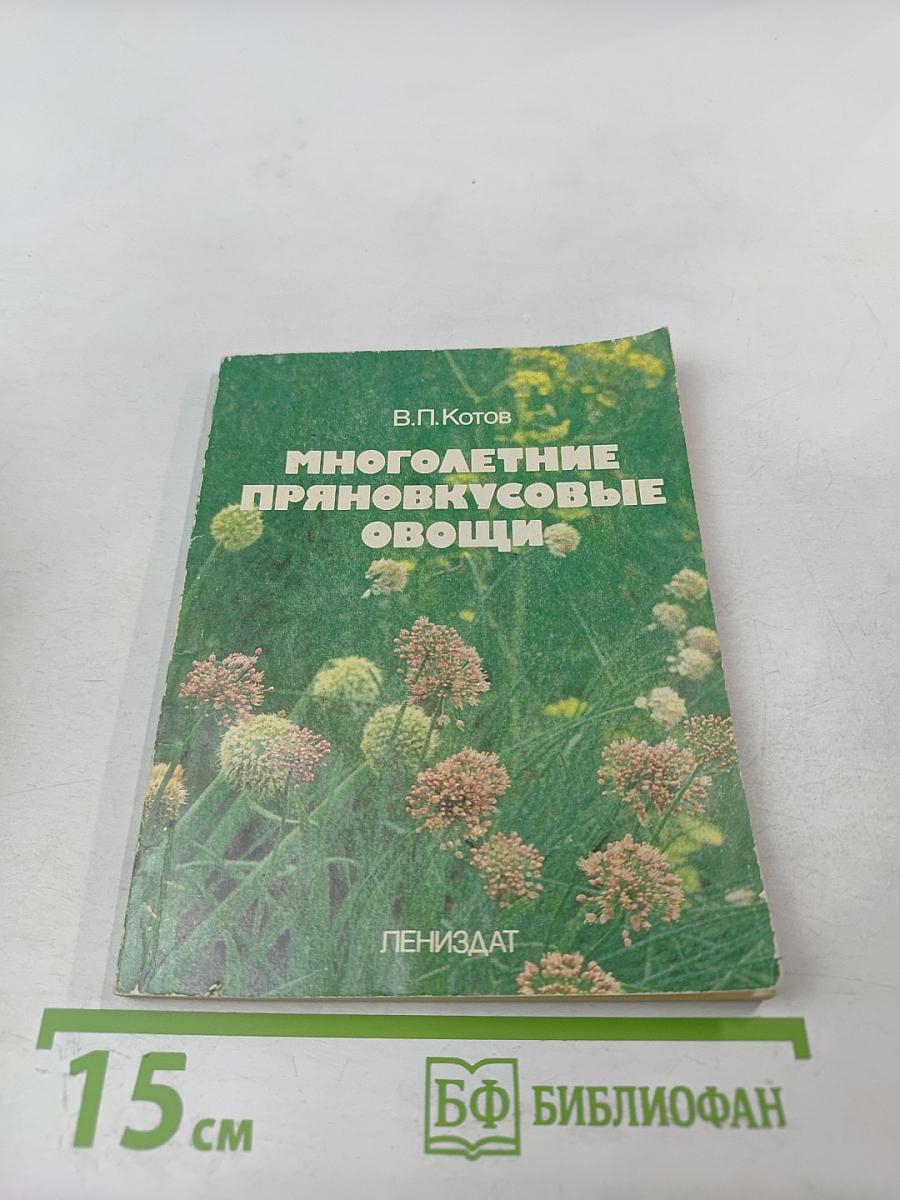 В.П. Котов
МНОГОЛЕТНИЕ
ПРЯНОВКУСОВЫЕ
ОВОЩИ
ЛЕНИЗДАТ
15 см
БФ БИБЛИОФАН